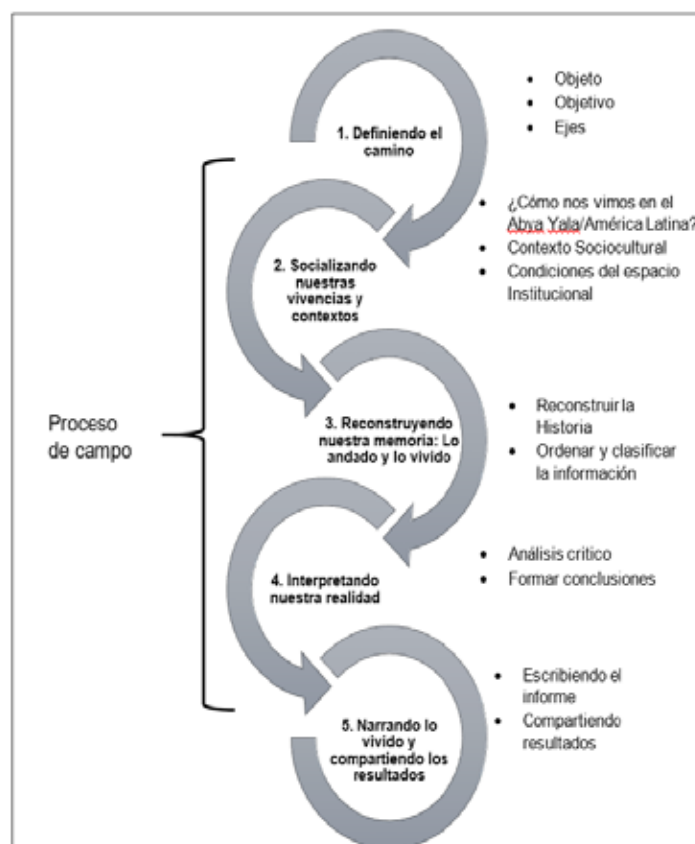 • Objeto
• Objetivo
• Ejes
1. Definiendo el
camino
• ¿Cómo nos vimos en el
Abya Yala/América Latina?
• Contexto Sociocultural
• Condiciones del espacio
Institucional
2. Socializando
nuestras
vivencias y
contextos
Proceso
de campo
3. Reconstruyendo
nuestra memoria: Lo
andado y lo vivido
• Reconstruir la
Historia
• Ordenar y clasificar
la información
4. Interpretando
nuestra realidad
• Análisis critico
• Formar conclusiones
5. Narrando lo
vivido y
compartiendo los
resultados
• Escribiendo el
informe
• Compartiendo
resultados